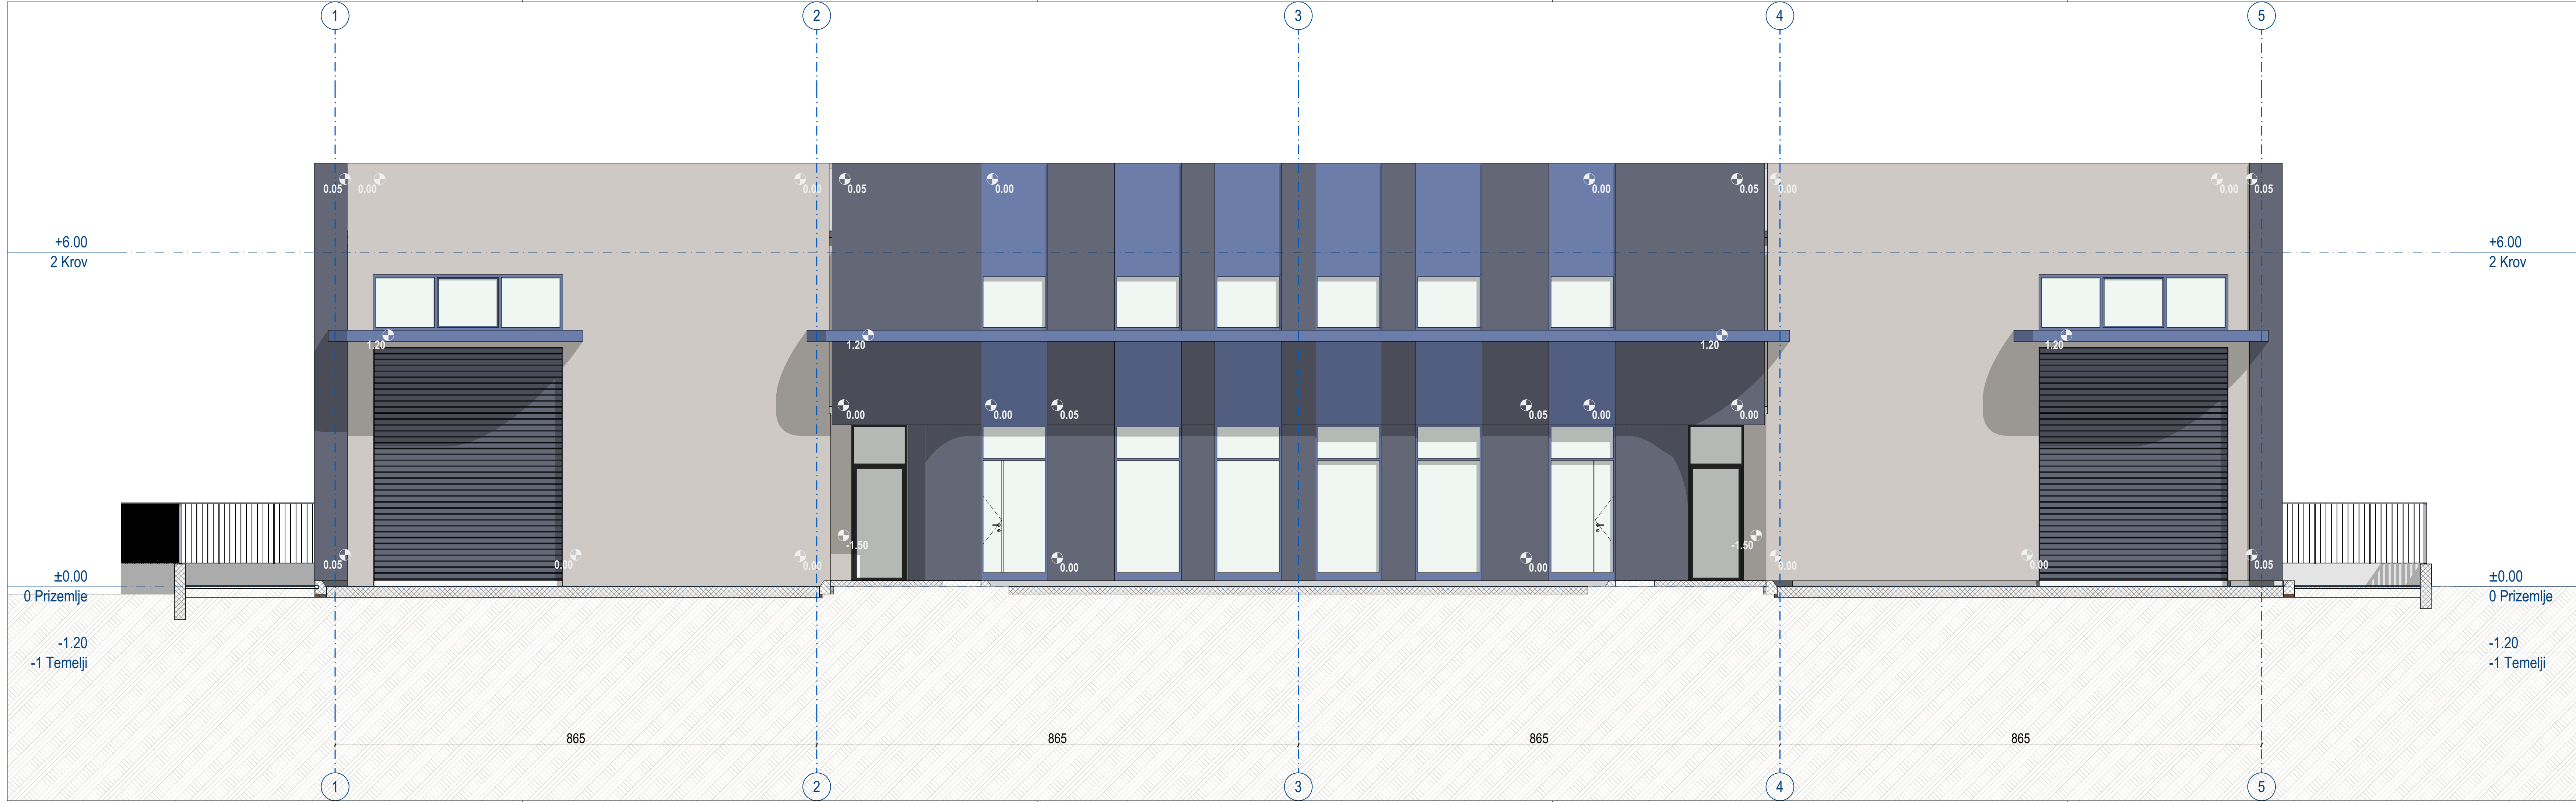 1 2 3 4 5
0.05 0.00 0.00 0.05 0.00 0.00 0.05 0.00 0.00 0.05
+6.00 +6.00
2 Krov 2 Krov
1.20 1.20 1.20 1.20
0.00 0.00 0.05 0.05 0.00 0.00
-1.50 -1.50
0.05 0.00 0.00 0.00 0.00 0.00 0.00 0.05
±0.00 ±0.00
0 Prizemlje 0 Prizemlje
-1.20 -1.20
-1 Temelji -1 Temelji
865 865 865 865
1 2 3 4 5